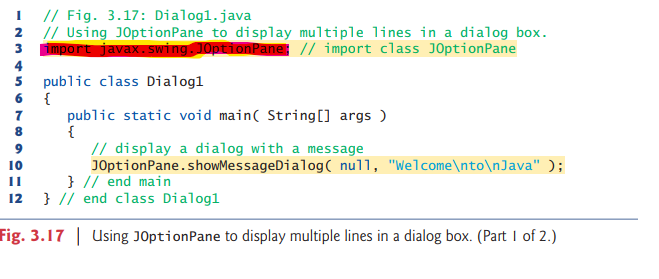 1 // Fig. 3.17: Dialog1.java
2 // Using JOptionPane to display multiple lines in a dialog box.
3 import javax.swing.JOptionPane; // import class JOptionPane
4
5 public class Dialog1
6 {
7 public static void main( String[] args )
8 {
9 // display a dialog with a message
10 JOptionPane.showMessageDialog( null, "Welcome\nto\nJava" );
11 } // end main
12 } // end class Dialog1
Fig. 3.17 | Using JOptionPane to display multiple lines in a dialog box. (Part 1 of 2.)